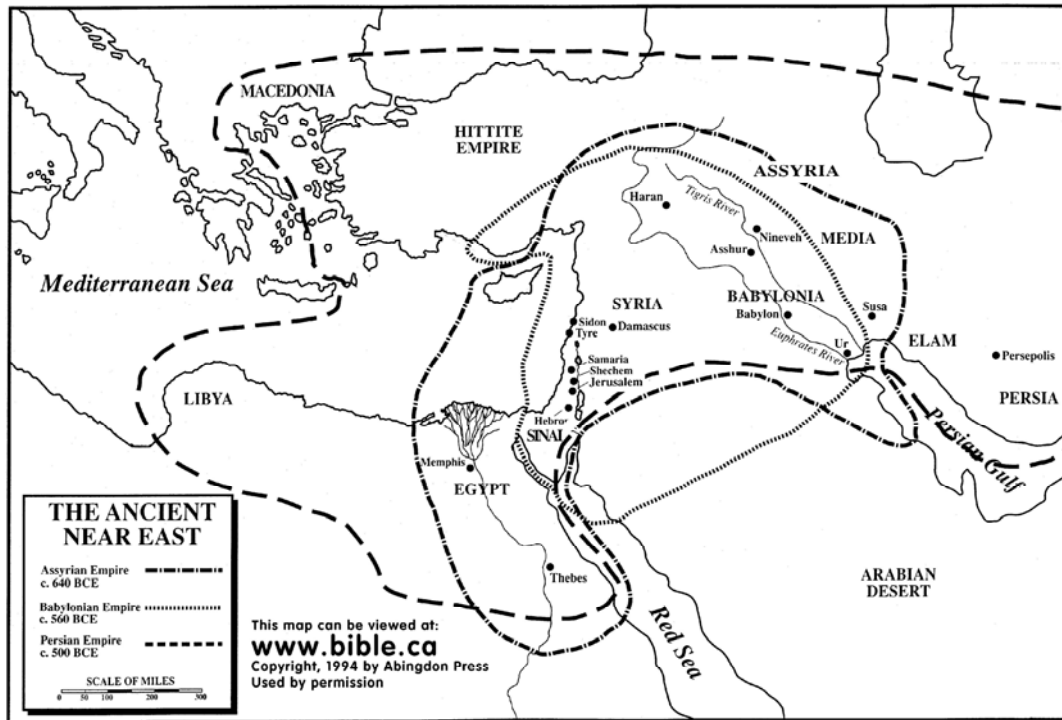 MACEDONIA
HITTITE
EMPIRE
ASSYRIA
Haran
Tigris River
Nineveh
MEDIA
Asshur
Mediterranean Sea
SYRIA
BABYLONIA
Babylon
Susa
Sidon
Tyre
Damascus
Euphrates River
Ur
ELAM
Persepolis
Samaria
Shechem
Jerusalem
LIBYA
PERSIA
Hebro
SINAI
Persian Gulf
Memphis
EGYPT
THE ANCIENT
NEAR EAST
Assyrian Empire
c. 640 BCE
Babylonian Empire
c. 560 BCE
Persian Empire
c. 500 BCE
SCALE OF MILES
0 50 100 200 300
Thebes
ARABIAN
DESERT
Red Sea
This map can be viewed at:
www.bible.ca
Copyright, 1994 by Abingdon Press
Used by permission